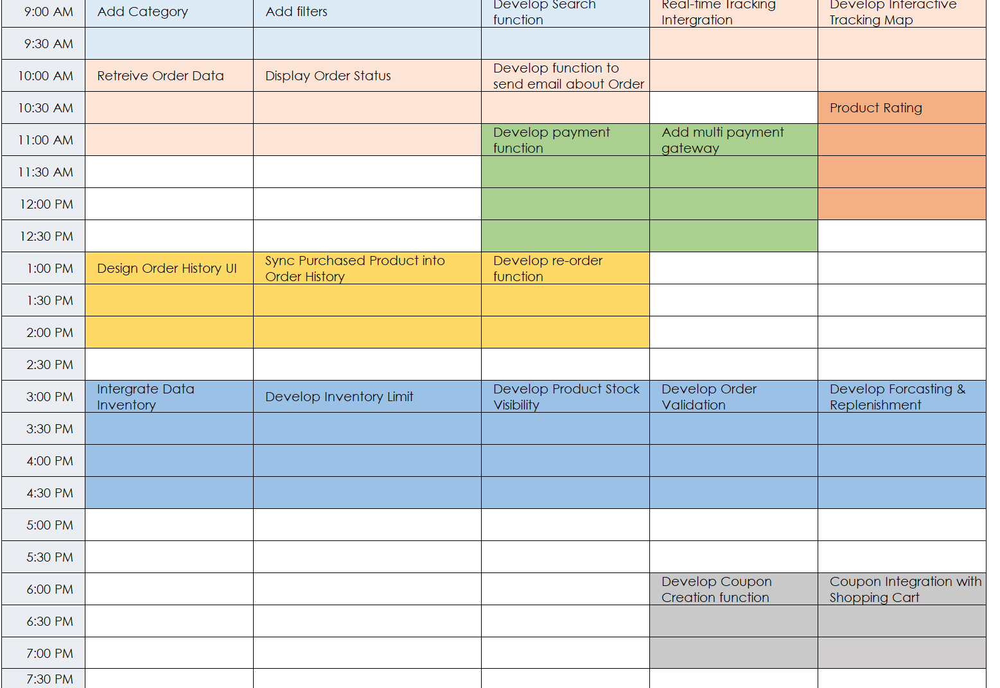 9:00 AM
Add Category
Add filters
Develop Search
function
Real-time Tracking
Intergration
Develop Interactive
Tracking Map
9:30 AM
10:00 AM
Retreive Order Data
Display Order Status
Develop function to
send email about Order
10:30 AM
Product Rating
11:00 AM
Develop payment
function
Add multi payment
gateway
11:30 AM
12:00 PM
12:30 PM
1:00 PM
Design Order History UI
Sync Purchased Product into
Order History
Develop re-order
function
1:30 PM
2:00 PM
2:30 PM
3:00 PM
Intergrate Data
Inventory
Develop Inventory Limit
Develop Product Stock
Visibility
Develop Order
Validation
Develop Forcasting &
Replenishment
3:30 PM
4:00 PM
4:30 PM
5:00 PM
5:30 PM
6:00 PM
Develop Coupon
Creation function
Coupon Integration with
Shopping Cart
6:30 PM
7:00 PM
7:30 PM